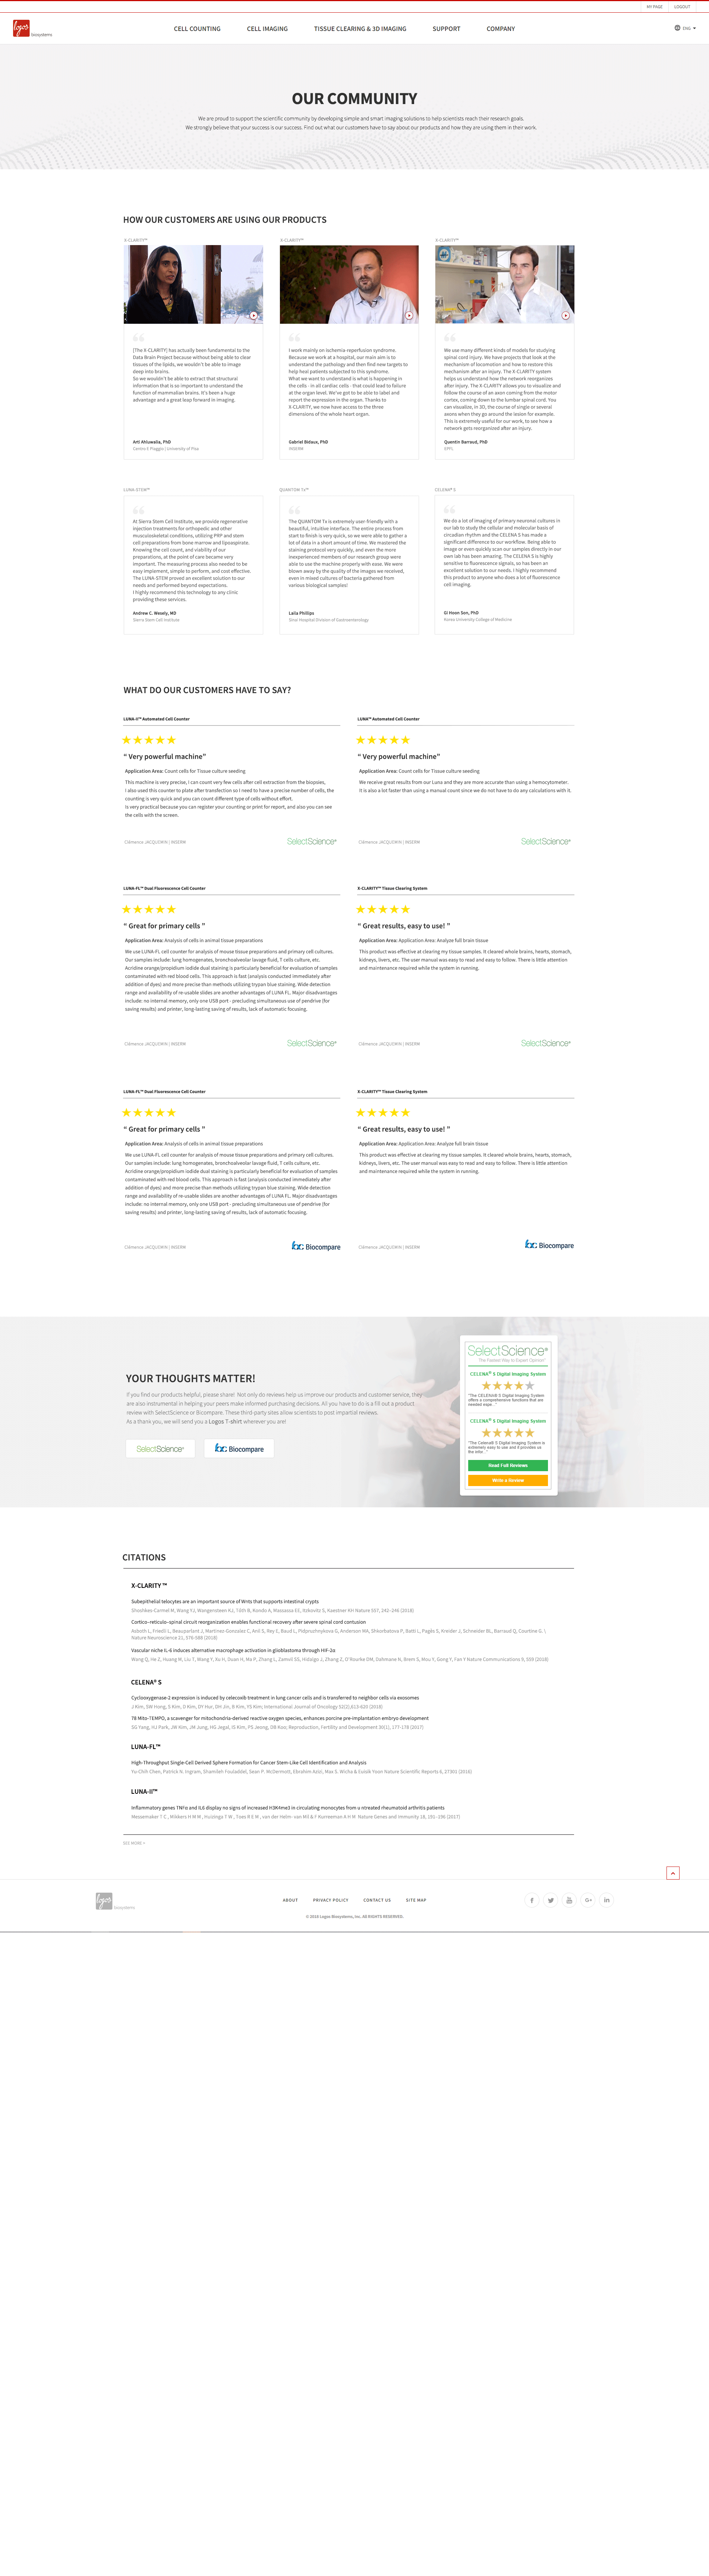 MY PAGE
LOGOUT
logos biosystems
CELL COUNTING
CELL IMAGING
TISSUE CLEARING & 3D IMAGING
SUPPORT
COMPANY
ENG
OUR COMMUNITY
We are proud to support the scientific community by developing simple and smart imaging solutions to help scientists reach their research goals.
We strongly believe that your success is our success. Find out what our customers have to say about our products and how they are using them in their work.
HOW OUR CUSTOMERS ARE USING OUR PRODUCTS
X-CLARITY™
[The X-CLARITY] has actually been fundamental to the
Data Brain Project because without being able to clear
tissues of the lipids, we wouldn't be able to image
deep into brains.
So we wouldn't be able to extract that structural
information that is so important to understand the
function of mammalian brains. It's been a huge
advantage and a great leap forward in imaging.
Arti Ahluwalia, PhD
Centro E Piaggio | University of Pisa
X-CLARITY™
I work mainly on ischemia-reperfusion syndrome.
Because we work at a hospital, our main aim is to
understand the pathology and then find new targets to
help heal patients subjected to this syndrome.
What we want to understand is what is happening in
the cells - in all cardiac cells - that could lead to failure
at the organ level. We've got to be able to label and
report the expression in the organ. Thanks to
X-CLARITY, we now have access to the three
dimensions of the whole heart organ.
Gabriel Bidaux, PhD
INSERM
X-CLARITY™
We use many different kinds of models for studying
spinal cord injury. We have projects that look at the
mechanism of locomotion and how to restore this
mechanism after an injury. The X-CLARITY system
helps us understand how the network reorganizes
after injury. The X-CLARITY allows you to visualize and
follow the course of an axon coming from the motor
cortex, coming down to the lumbar spinal cord. You
can visualize, in 3D, the course of single or several
axons when they go around the lesion for example.
This is extremely useful for our work, to see how a
network gets reorganised after an injury.
Quentin Barraud, PhD
EPFL
LUNA-STEM™
At Sierra Stem Cell Institute, we provide regenerative
injection treatments for orthopedic and other
musculoskeletal conditions, utilizing PRP and stem
cell preparations from bone marrow and lipoaspirate.
Knowing the cell count, and viability of our
preparations, at the point of care became very
important. The measuring process also needed to be
easy implement, simple to perform, and cost effective.
The LUNA-STEM proved an excellent solution to our
needs and performed beyond expectations.
I highly recommend this technology to any clinic
providing these services.
Andrew C. Wesely, MD
Sierra Stem Cell Institute
QUANTOM Tx™
The QUANTOM Tx is extremely user friendly with a
beautiful, intuitive interface. The entire process from
start to finish is very quick, so we were able to gather a
lot of data in a short amount of time. We were mastering the
staining protocol very quickly, and even the more
inexperienced members of our research group were
able to use the machine properly with ease. We were
blown away by the quality of the images we received,
even in mixed cultures of bacteria gathered from
various biological samples!
Laila Phillips
Sinai Hospital Division of Gastroenterology
CELENA® S
We do a lot of imaging of primary neuronal cultures in
our lab to study the cellular and molecular basis of
circadian rhythm and the CELENA S has made a
significant difference to our workflow. Being able to
image or even quickly scan our samples directly in our
own lab has been amazing. The CELENA S is highly
sensitive to fluorescence signals, so has been an
excellent solution to our needs. I highly recommend
this product to anyone who does a lot of fluorescence
cell imaging.
Gi Hoon Son, PhD
Korea University College of Medicine
WHAT DO OUR CUSTOMERS HAVE TO SAY?
LUNA-II™ Automated Cell Counter
“ Very powerful machine”
Application Area: Count cells for Tissue culture seeding
This machine is very precise, I can count very few cells after cell extraction from the biopsies,
I also used this counter to plate after transfection so I need to have a precise number of cells, the
counting is very quick and you can count different type of cells without effort.
Is very practical because you can register your counting or print for report, and also you can see
the cells with the screen.
Clémence JACQUEMIN | INSERM
SelectScience®
LUNA™ Automated Cell Counter
“ Very powerful machine”
Application Area: Count cells for Tissue culture seeding
We receive great results from our Luna and they are more accurate than using a hemocytometer.
It is also a lot faster than using a manual count since we do not have to do any calculations with it.
Clémence JACQUEMIN | INSERM
SelectScience®
LUNA-FL™ Dual Fluorescence Cell Counter
“ Great for primary cells ”
Application Area: Analysis of cells in animal tissue preparations
We use LUNA-FL cell counter for analysis of mouse tissue preparations and primary cell cultures.
Our samples include: lung homogenates, bronchoalveolar lavage fluid, T cells culture, etc.
Acridine orange/propidium iodide dual staining is particularly beneficial for evaluation of samples
contaminated with red blood cells. This approach is fast (analysis conducted immediately after
addition of dyes) and more precise than methods utilizing trypan blue staining. Wide detection
range and availability of re-usable slides are another advantages of LUNA FL. Major disadvantages
include: no internal memory, only one USB port - precluding simultaneous use of pendrive (for
saving results) and printer, long-lasting saving of results, lack of automatic focusing.
Clémence JACQUEMIN | INSERM
SelectScience®
X-CLARITY™ Tissue Clearing System
“ Great results, easy to use! ”
Application Area: Application Area: Analyze full brain tissue
This product was effective at clearing my tissue samples. It cleared whole brains, hearts, stomach,
kidneys, livers, etc. The user manual was easy to read and easy to follow. There is little attention
and maintenance required while the system in running.
Clémence JACQUEMIN | INSERM
SelectScience®
LUNA-FL™ Dual Fluorescence Cell Counter
“ Great for primary cells ”
Application Area: Analysis of cells in animal tissue preparations
We use LUNA-FL cell counter for analysis of mouse tissue preparations and primary cell cultures.
Our samples include: lung homogenates, bronchoalveolar lavage fluid, T cells culture, etc.
Acridine orange/propidium iodide dual staining is particularly beneficial for evaluation of samples
contaminated with red blood cells. This approach is fast (analysis conducted immediately after
addition of dyes) and more precise than methods utilizing trypan blue staining. Wide detection
range and availability of re-usable slides are another advantages of LUNA FL. Major disadvantages
include: no internal memory, only one USB port - precluding simultaneous use of pendrive (for
saving results) and printer, long-lasting saving of results, lack of automatic focusing.
Clémence JACQUEMIN | INSERM
Biocompare
X-CLARITY™ Tissue Clearing System
“ Great results, easy to use! ”
Application Area: Application Area: Analyze full brain tissue
This product was effective at clearing my tissue samples. It cleared whole brains, hearts, stomach,
kidneys, livers, etc. The user manual was easy to read and easy to follow. There is little attention
and maintenance required while the system in running.
Clémence JACQUEMIN | INSERM
Biocompare
YOUR THOUGHTS MATTER!
If you find our products helpful, please share! Not only do reviews help us improve our products and customer service, they
are also instrumental in helping your peers make informed purchasing decisions. All you have to do is a fill out a product
review with SelectScience or Biocompare. These third-party sites allow scientists to post impartial reviews.
As a thank you, we will send you a Logos T-shirt wherever you are!
SelectScience®
Biocompare
SelectScience®
The Fastest Way to Expert Opinion™
CELENA® S Digital Imaging System
"The CELENA® S Digital Imaging System
offers a comprehensive functions that are
needed espe..."
CELENA® S Digital Imaging System
"The Celena® S Digital Imaging System is
extremely easy to use and it provides us
the infor..."
Read Full Reviews
Write a Review
CITATIONS
X-CLARITY ™
Subepithelial telocytes are an important source of Wnts that supports intestinal crypts
Shoshkes-Carmel M, Wang YJ, Wangensteen KJ, Tóth B, Kondo A, Massassa EE, Itzkovitz S, Kaestner KH Nature 557, 242–246 (2018)
Cortico–reticulo–spinal circuit reorganization enables functional recovery after severe spinal cord contusion
Asboth L, Friedli L, Beauparlant J, Martinez-Gonzalez C, Anil S, Rey E, Baud L, Pidpruzhnykova G, Anderson MA, Shkorbatova P, Batti L, Pagès S, Kreider J, Schneider BL, Barraud Q, Courtine G. I
Nature Neuroscience 21, 576-588 (2018)
Vascular niche IL-6 induces alternative macrophage activation in glioblastoma through HIF-2α
Wang Q, He Z, Huang M, Liu T, Wang Y, Xu H, Duan H, Ma P, Zhang L, Zamvil SS, Hidalgo J, Zhang Z, O'Rourke DM, Dahmane N, Brem S, Mou Y, Gong Y, Fan Y Nature Communications 9, 559 (2018)
CELENA® S
Cyclooxygenase-2 expression is induced by celecoxib treatment in lung cancer cells and is transferred to neighbor cells via exosomes
J Kim, SW Hong, S Kim, D Kim, DY Hur, DH Jin, B Kim, YS Kim; International Journal of Oncology 52(2),613-620 (2018)
78 Mito-TEMPO, a scavenger for mitochondria-derived reactive oxygen species, enhances porcine pre-implantation embryo development
SG Yang, HJ Park, JW Kim, JM Jung, HG Jegal, IS Kim, PS Jeong, DB Koo; Reproduction, Fertility and Development 30(1), 177-178 (2017)
LUNA-FL™
High-Throughput Single-Cell Derived Sphere Formation for Cancer Stem-Like Cell Identification and Analysis
Yu-Chih Chen, Patrick N. Ingram, Shamileh Fouladdel, Sean P. McDermott, Ebrahim Azizi, Max S. Wicha & Euisik Yoon Nature Scientific Reports 6, 27301 (2016)
LUNA-II™
Inflammatory genes TNFα and IL6 display no signs of increased H3K4me3 in circulating monocytes from u ntreated rheumatoid arthritis patients
Messemaker T C , Mikkers H M M , Huizinga T W , Toes R E M , van der Helm -van Mil & F Kurreeman A H M Nature Genes and Immunity 18, 191–196 (2017)
SEE MORE +
logos biosystems
ABOUT
PRIVACY POLICY
CONTACT US
SITE MAP
© 2018 Logos Biosystems, Inc. All RIGHTS RESERVED.